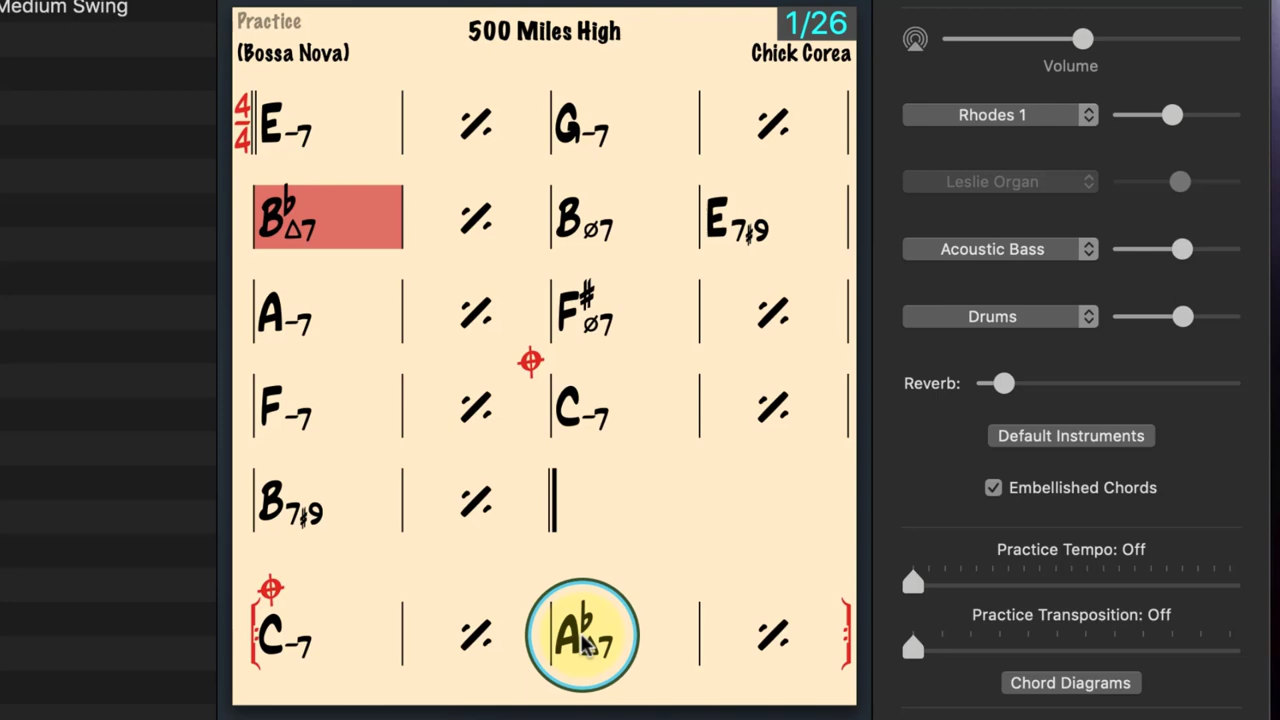 Medium Swing
Practice
500 Miles High
1/26
(Bossa Nova)
Chick Corea
4/4 E-7 % G-7 %
B♭△7 % Bø7 E7♯9
A-7 % F♯ø7 %
F-7 % C-7 %
B7♯9 %
C-7 % A♭ 7 %
Volume
Rhodes 1
Leslie Organ
Acoustic Bass
Drums
Reverb:
Default Instruments
Embellished Chords
Practice Tempo: Off
Practice Transposition: Off
Chord Diagrams